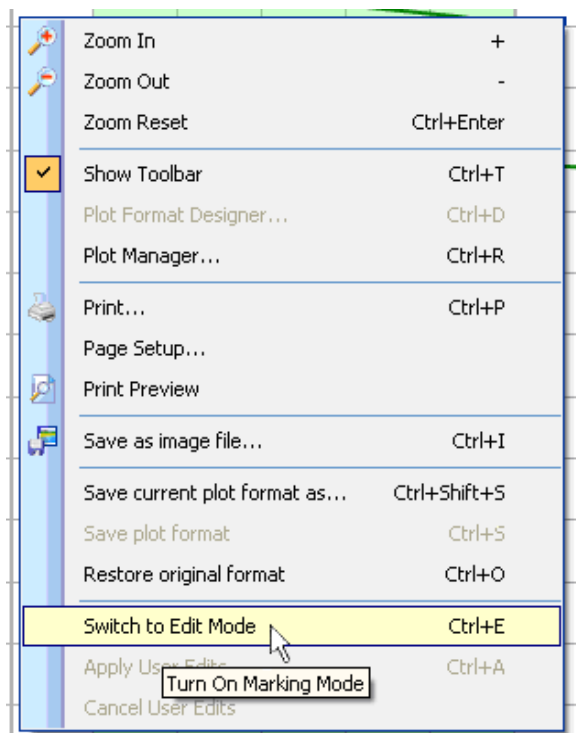 Zoom In +
Zoom Out -
Zoom Reset Ctrl+Enter
Show Toolbar Ctrl+T
Plot Format Designer... Ctrl+D
Plot Manager... Ctrl+R
Print... Ctrl+P
Page Setup...
Print Preview
Save as image file... Ctrl+I
Save current plot format as... Ctrl+Shift+S
Save plot format Ctrl+S
Restore original format Ctrl+O
Switch to Edit Mode Ctrl+E
Apply User Edits Ctrl+A
Turn On Marking Mode
Cancel User Edits